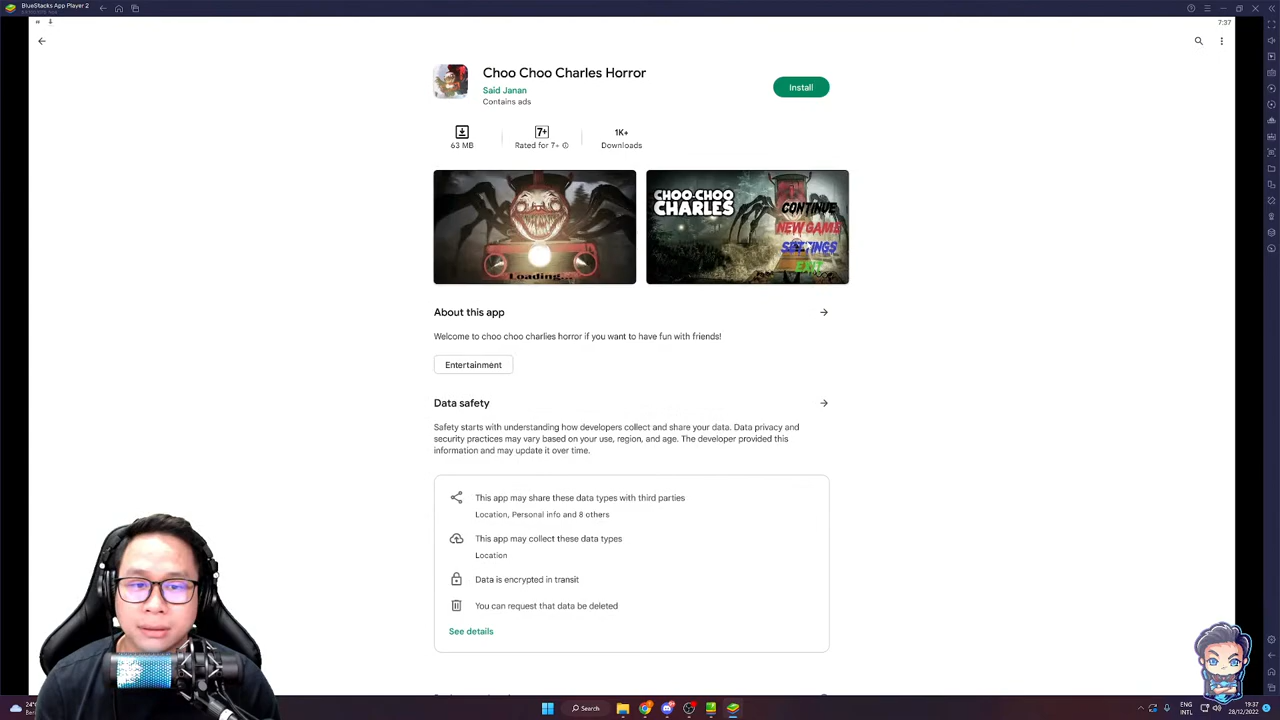 BlueStacks App Player 2
7:37
Choo Choo Charles Horror
Said Janan
Contains ads
Install
63 MB
7+
Rated for 7+
1K+
Downloads
Loading...
CHOO-CHOO
CHARLES
CONTINUE
NEW GAME
SETTINGS
EXIT
About this app
Welcome to choo choo charlies horror if you want to have fun with friends!
Entertainment
Data safety
Safety starts with understanding how developers collect and share your data. Data privacy and
security practices may vary based on your use, region, and age. The developer provided this
information and may update it over time.
This app may share these data types with third parties
Location, Personal info and 8 others
This app may collect these data types
Location
Data is encrypted in transit
You can request that data be deleted
See details
24°
Search
ENG
INTL
19:37
28/12/2022